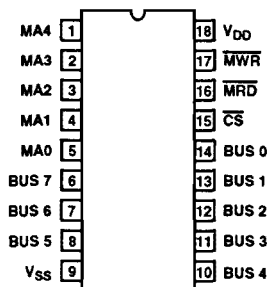 MA4 1 18 VDD
MA3 2 17 MWR
MA2 3 16 MRD
MA1 4 15 CS
MA0 5 14 BUS 0
BUS 7 6 13 BUS 1
BUS 6 7 12 BUS 2
BUS 5 8 11 BUS 3
VSS 9 10 BUS 4